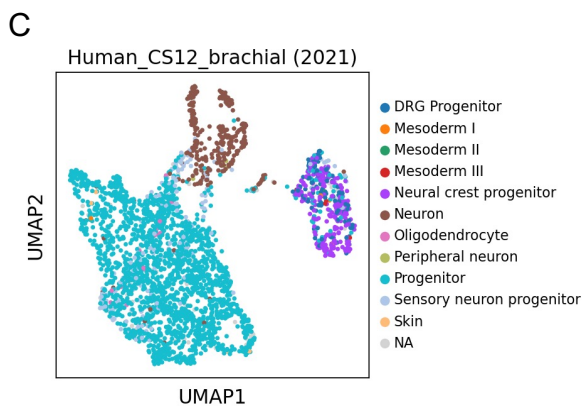 C
Human_CS12_brachial (2021)
UMAP2
UMAP1
DRG Progenitor
Mesoderm I
Mesoderm II
Mesoderm III
Neural crest progenitor
Neuron
Oligodendrocyte
Peripheral neuron
Progenitor
Sensory neuron progenitor
Skin
NA